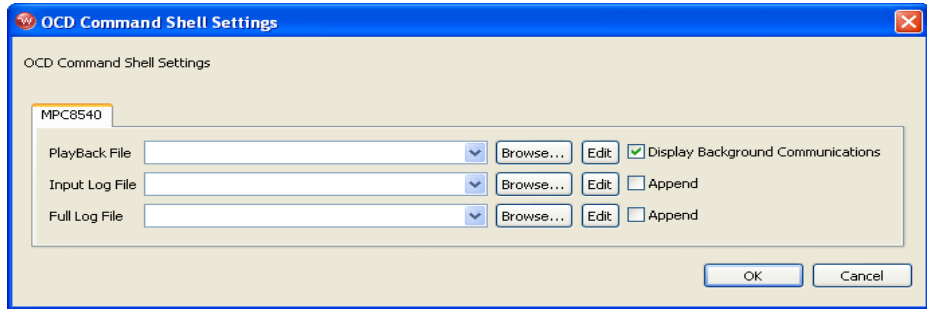 OCD Command Shell Settings
OCD Command Shell Settings
MPC8540
PlayBack File Browse... Edit Display Background Communications
Input Log File Browse... Edit Append
Full Log File Browse... Edit Append
OK Cancel